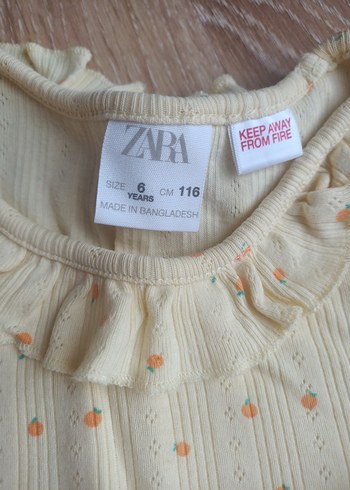 ZARA
SIZE 6 YEARS CM 116
MADE IN BANGLADESH
KEEP AWAY
FROM FIRE